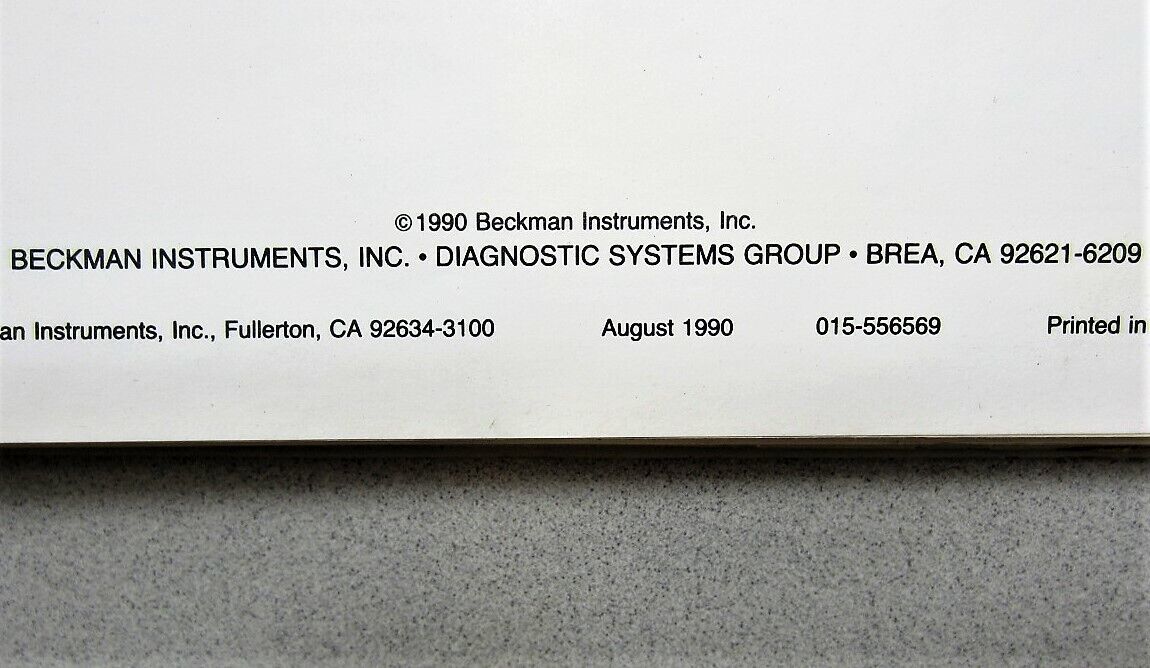 ©1990 Beckman Instruments, Inc.
BECKMAN INSTRUMENTS, INC. • DIAGNOSTIC SYSTEMS GROUP • BREA, CA 92621-6209
an Instruments, Inc., Fullerton, CA 92634-3100 August 1990 015-556569 Printed in